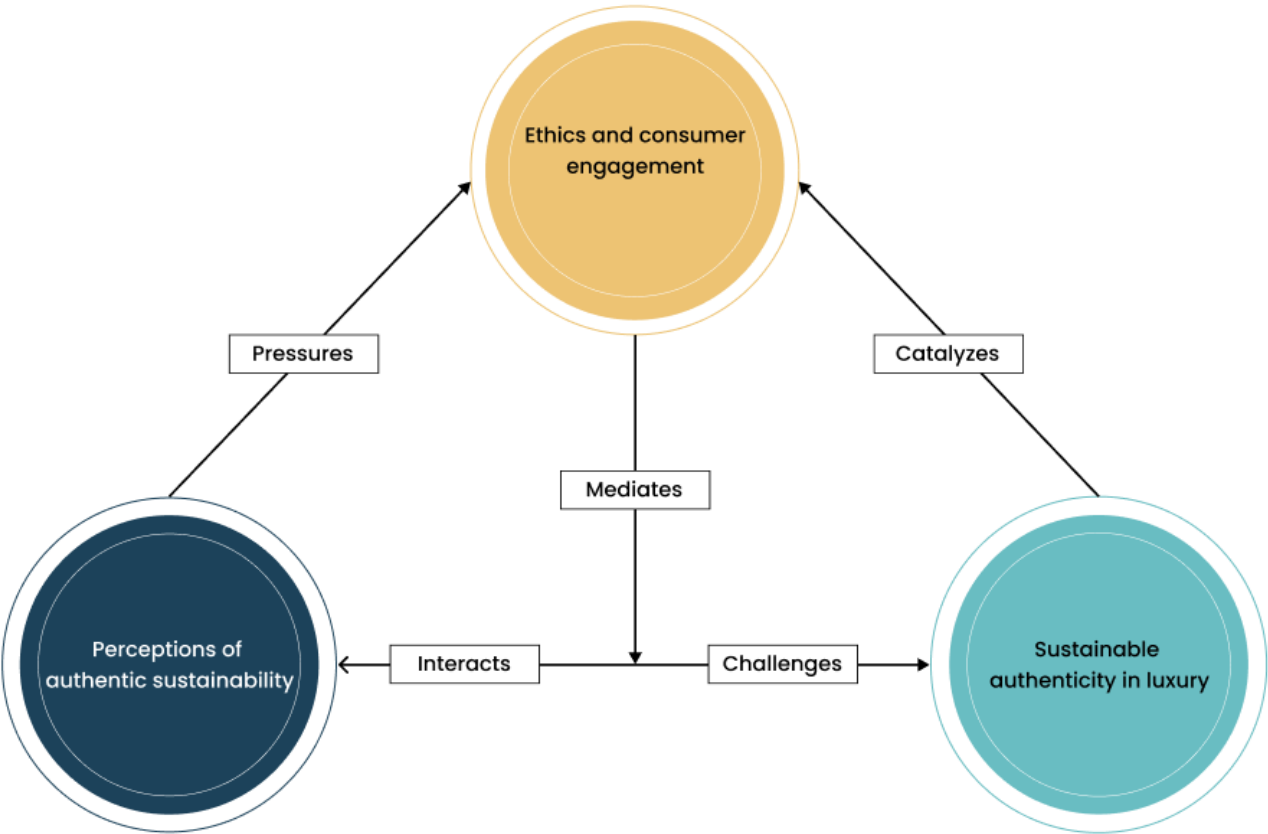 Ethics and consumer
engagement
Pressures
Catalyzes
Mediates
Perceptions of
authentic sustainability
Interacts
Challenges
Sustainable
authenticity in luxury